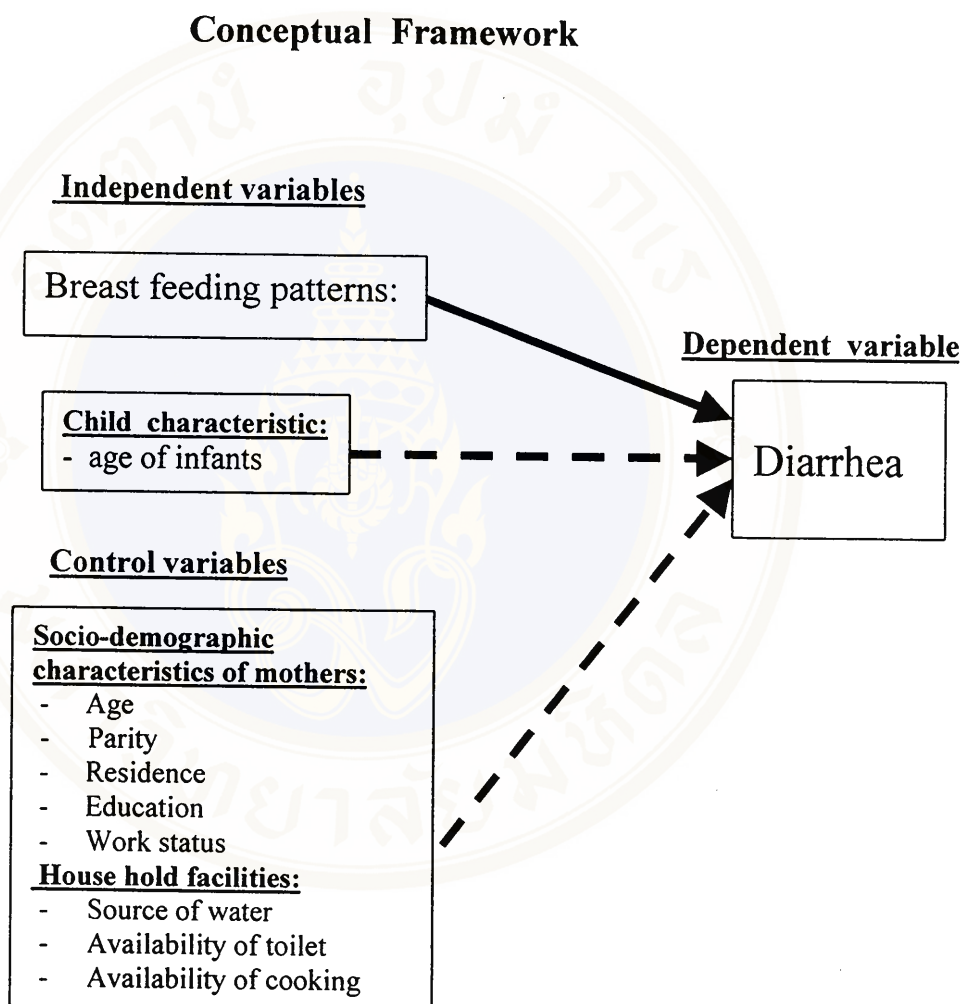 Conceptual Framework
Independent variables
Breast feeding patterns:
Dependent variable
Child characteristic:
- age of infants
Diarrhea
Control variables
Socio-demographic
characteristics of mothers:
- Age
- Parity
- Residence
- Education
- Work status
House hold facilities:
- Source of water
- Availability of toilet
- Availability of cooking